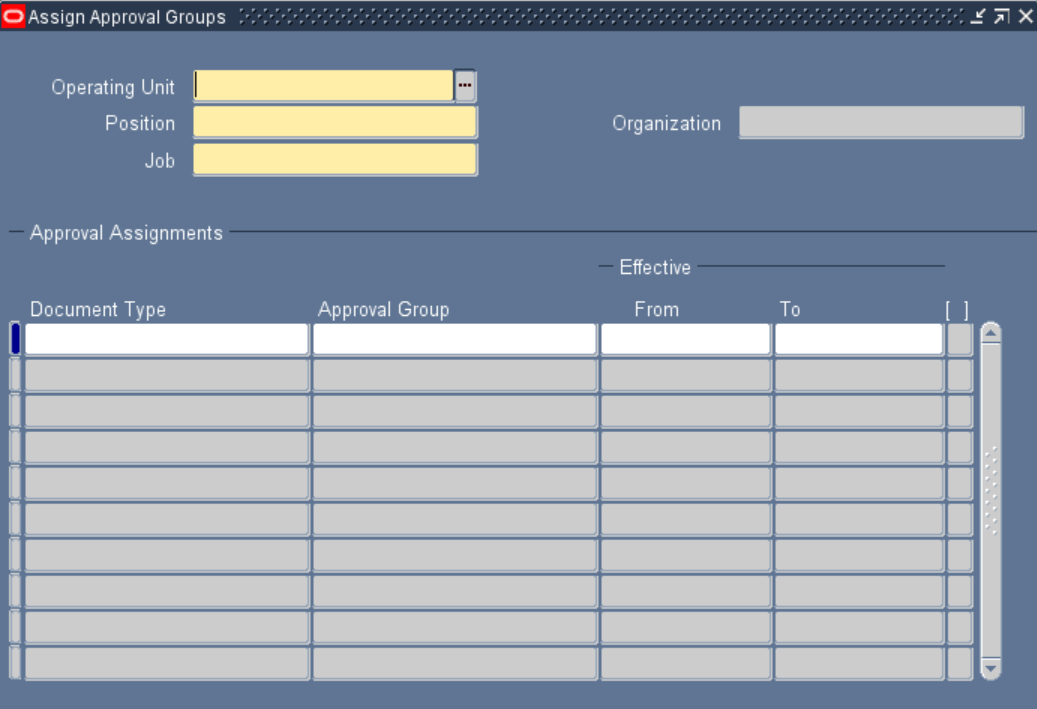 Assign Approval Groups
Operating Unit
...
Position
Organization
Job
Approval Assignments
Effective
Document Type Approval Group From To [ ]